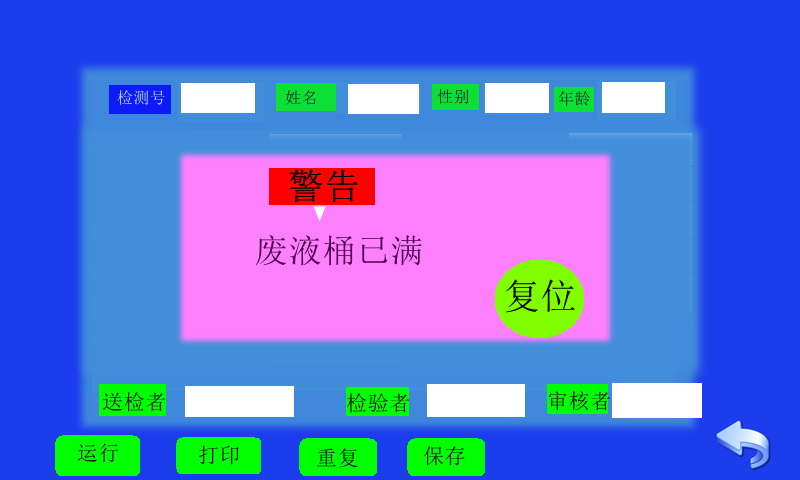 检测号 姓名 性别 年龄
警告
废液桶已满
复位
送检者 检验者 审核者
运行 打印 重复 保存